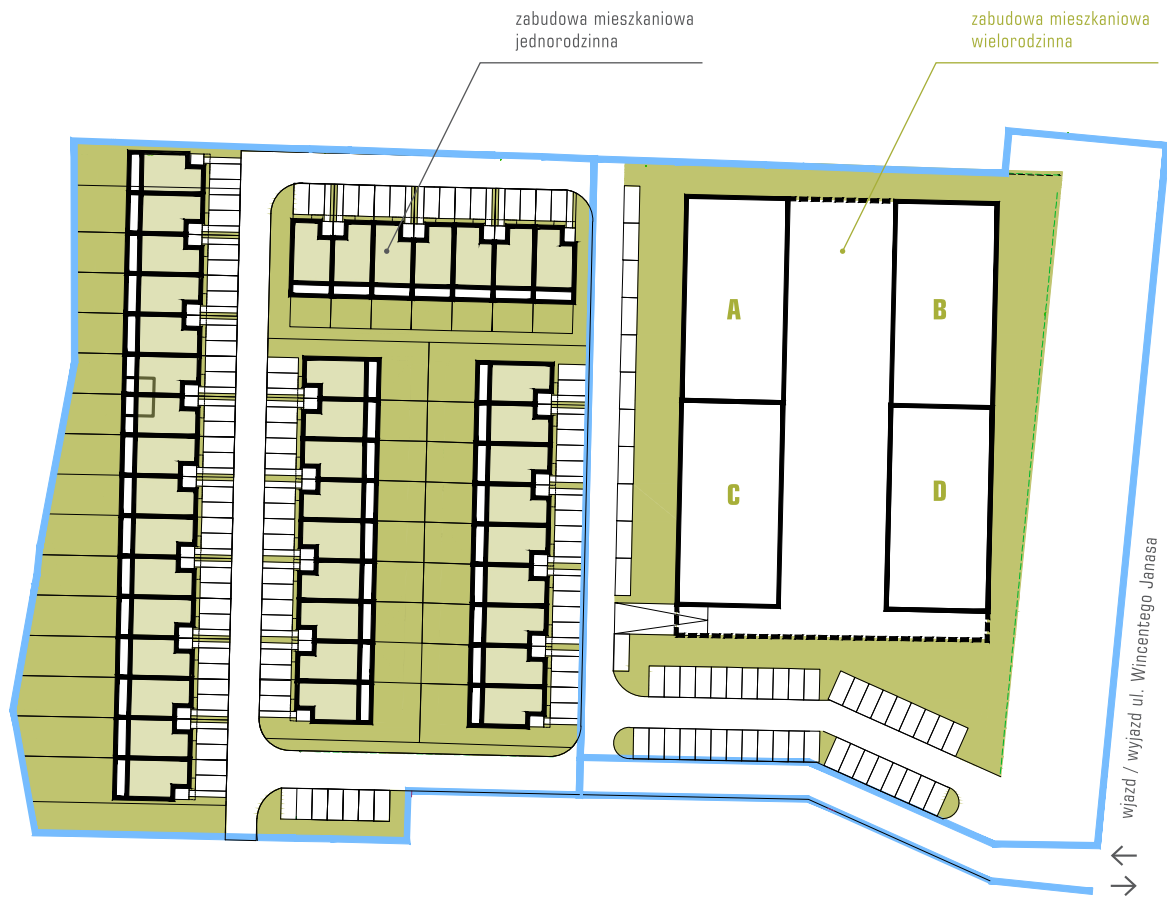 zabudowa mieszkaniowa
jednorodzinna
zabudowa mieszkaniowa
wielorodzinna
A
B
C
D
wjazd / wyjazd ul. Wincentego Janasa